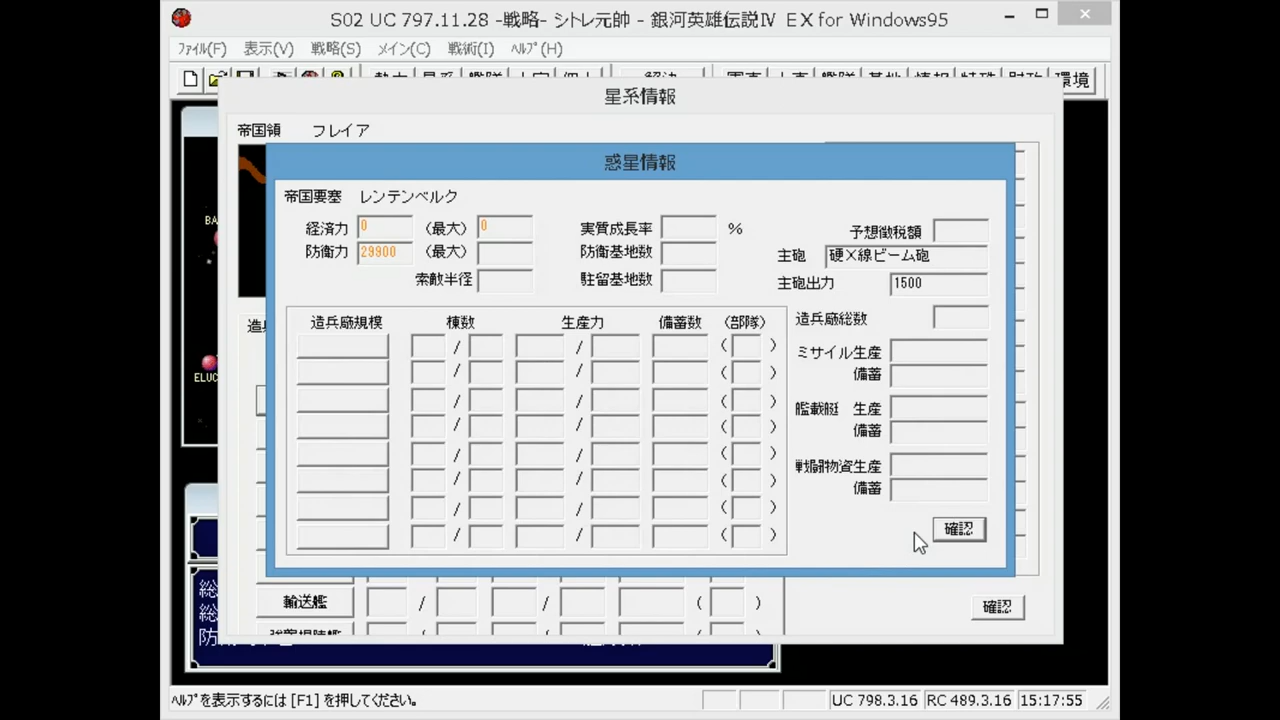 S02 UC 797.11.28 -戦略- シトレ元帥 - 銀河英雄伝説Ⅳ EX for Windows95
ﾌｧｲﾙ(F) 表示(V) 戦略(S) メイン(C) 戦術(I) ﾍﾙﾌﾟ(H)
環境
星系情報
帝国領 フレイア
惑星情報
帝国要塞 レンテンベルク
経済力 0 (最大) 0 実質成長率 % 予想徴税額
防衛力 29900 (最大) 防衛基地数 主砲 硬X線ビーム砲
索敵半径 駐留基地数 主砲出力 1500
造兵廠規模 棟数 生産力 備蓄数 (部隊) 造兵廠総数
/ / ( )
/ / ( )
/ / ( )
/ / ( )
/ / ( )
/ / ( )
/ / ( )
/ / ( )
ミサイル生産
備蓄
艦載艇 生産
備蓄
戦闘物資生産
備蓄
確認
輸送艦 / / ( )
確認
BA
ELUC
総
総
防
ﾍﾙﾌﾟを表示するには [F1] を押してください。 UC 798.3.16 RC 489.3.16 15:17:55